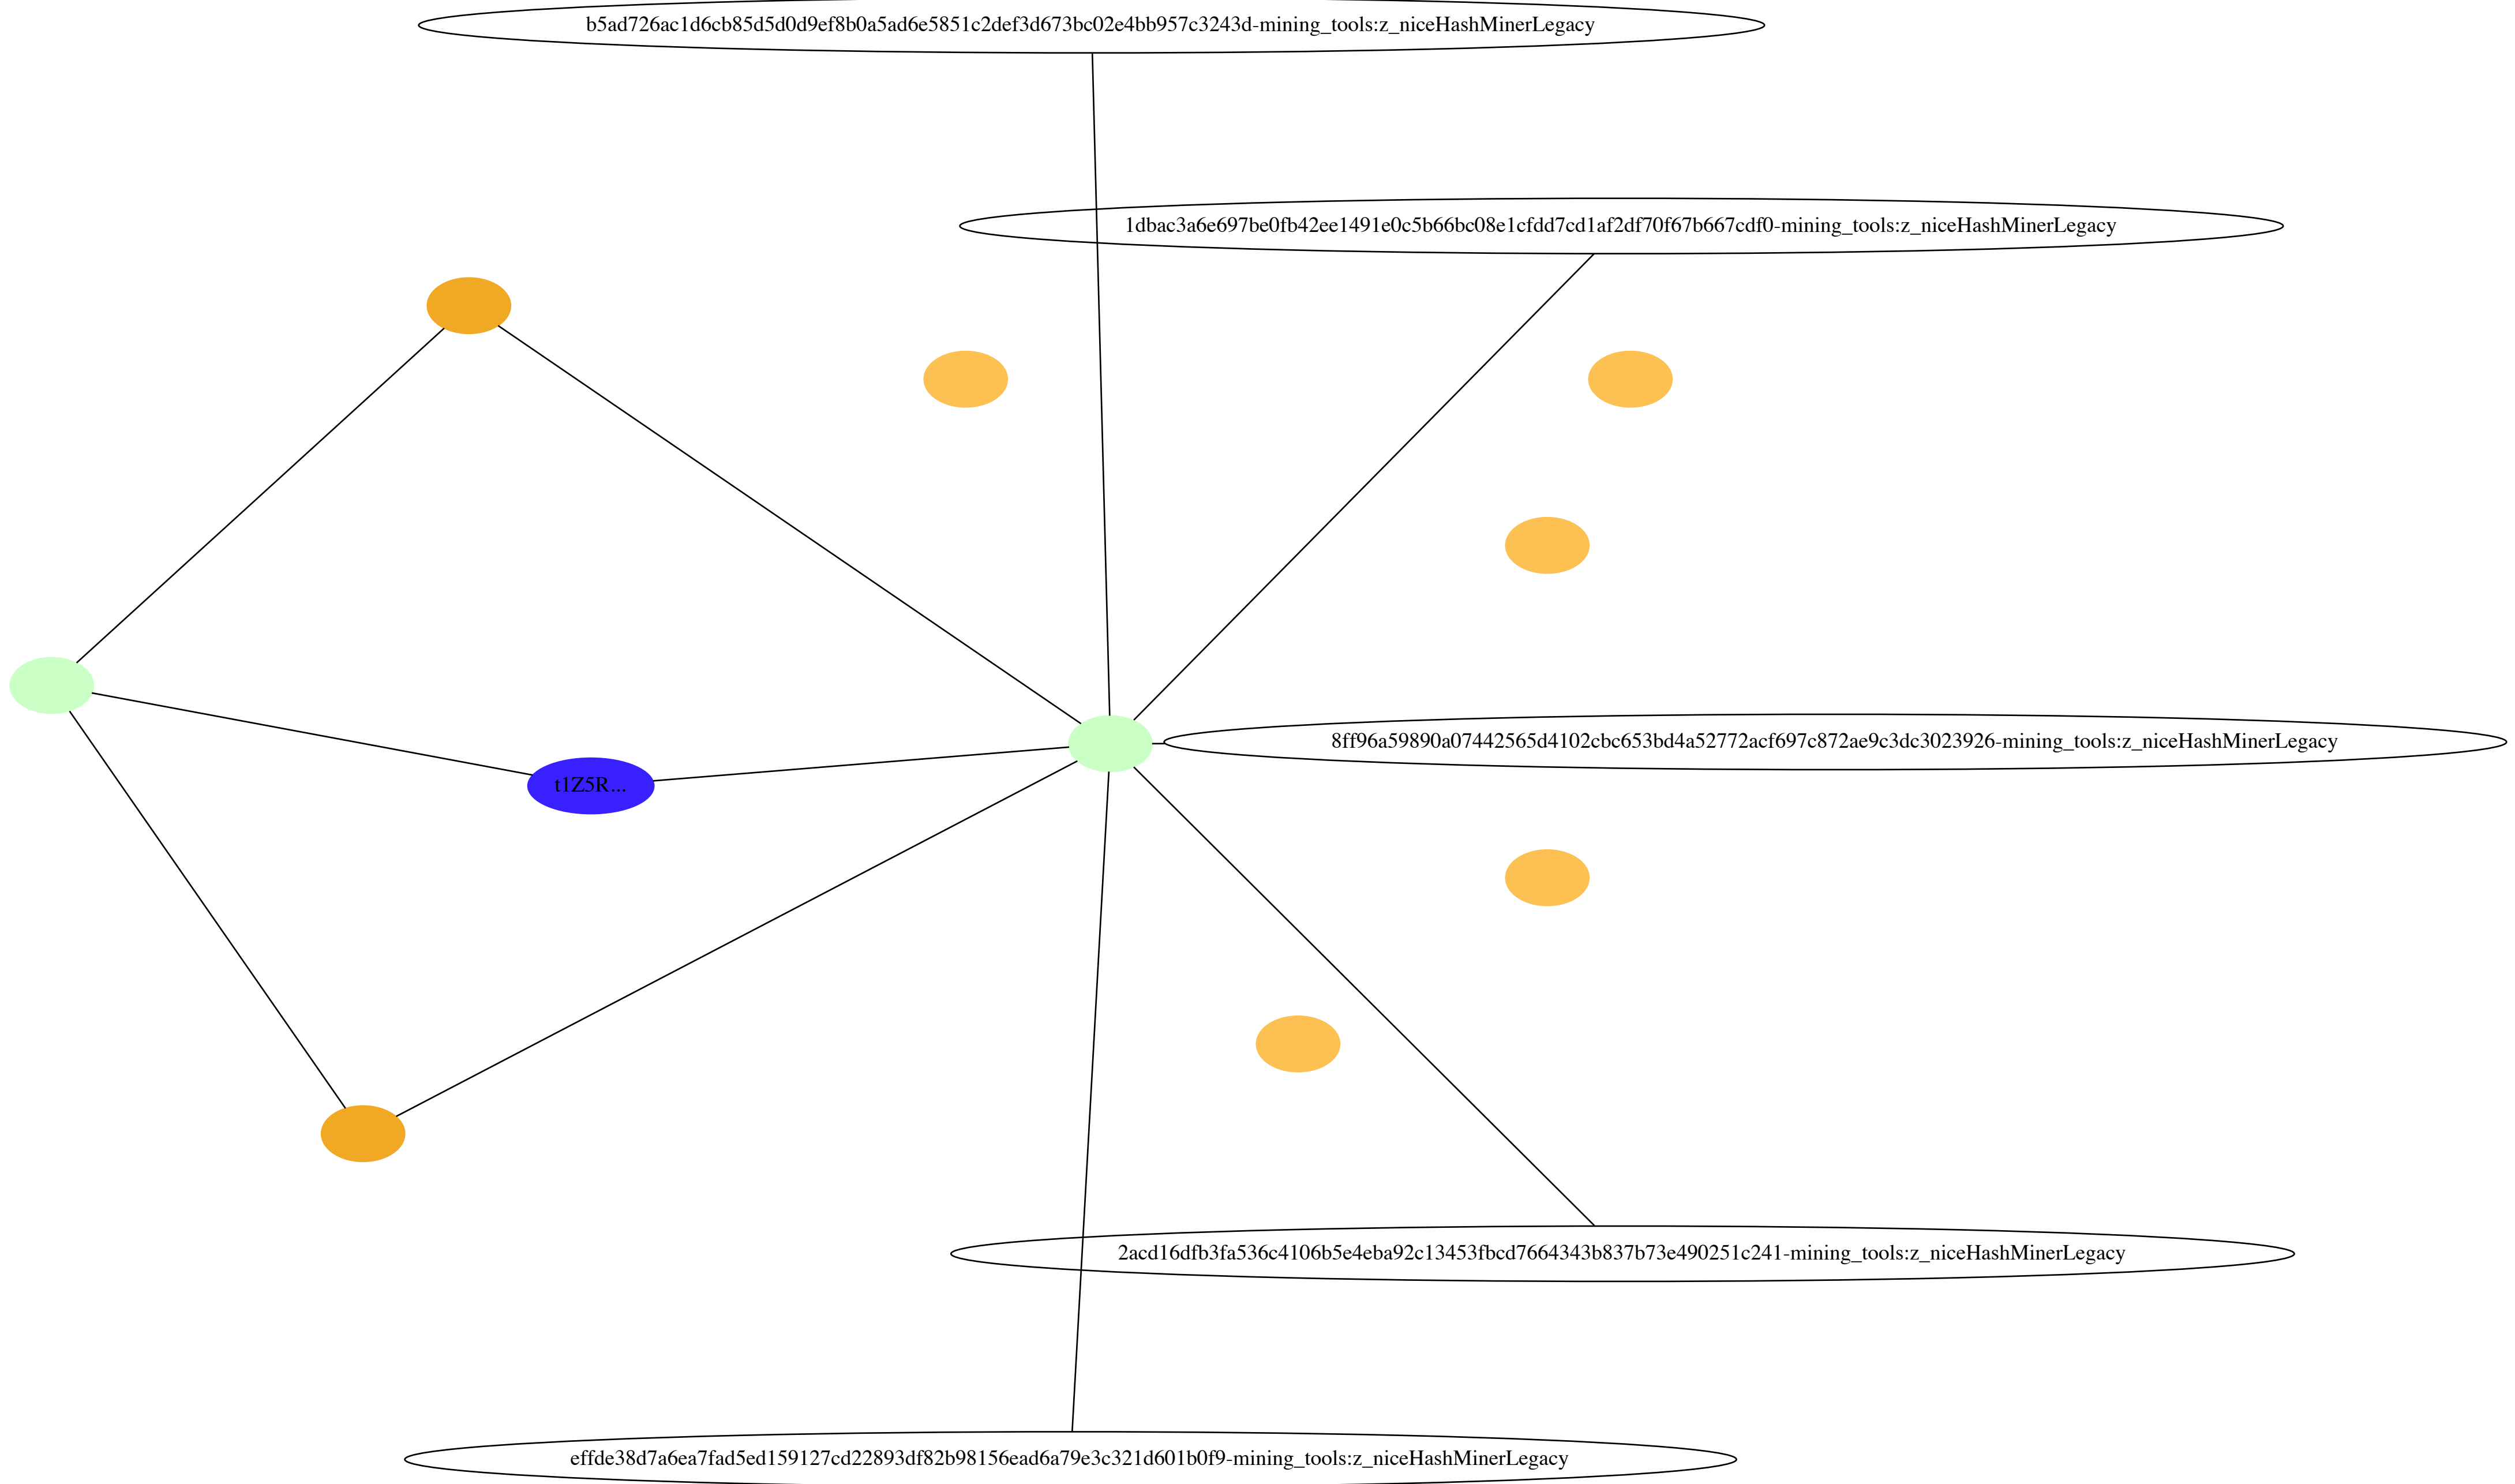 b5ad726ac1d6cb85d5d0d9ef8b0a5ad6e5851c2def3d673bc02e4bb957c3243d-mining_tools:z_niceHashMinerLegacy
1dbac3a6e697be0fb42ee1491e0c5b66bc08e1cfdd7cd1af2df70f67b667cdf0-mining_tools:z_niceHashMinerLegacy
8ff96a59890a07442565d4102cbc653bd4a52772acf697c872ae9c3dc3023926-mining_tools:z_niceHashMinerLegacy
t1Z5R...
2acd16dfb3fa536c4106b5e4eba92c13453fbcd7664343b837b73e490251c241-mining_tools:z_niceHashMinerLegacy
effde38d7a6ea7fad5ed159127cd22893df82b98156ead6a79e3c321d601b0f9-mining_tools:z_niceHashMinerLegacy